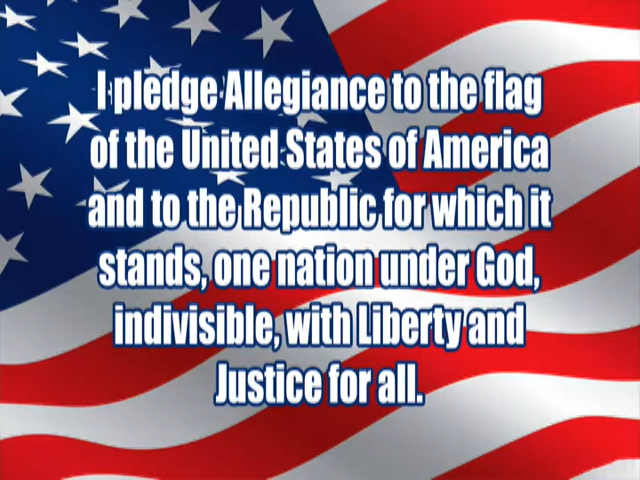 I pledge Allegiance to the flag
of the United States of America
and to the Republic for which it
stands, one nation under God,
indivisible, with Liberty and
Justice for all.